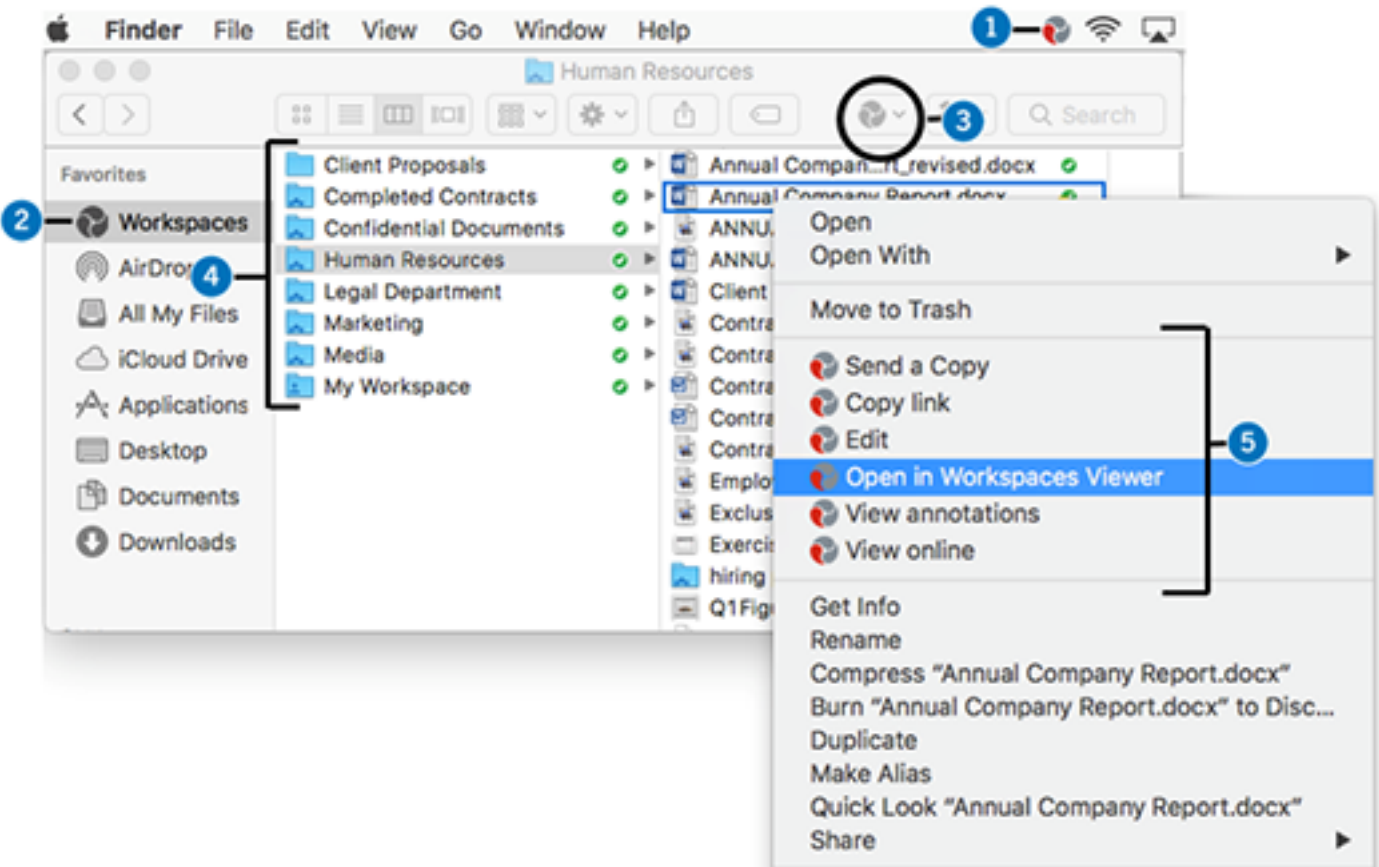 Finder File Edit View Go Window Help 1
Human Resources
3 Search
Favorites
2 Workspaces
AirDrop
All My Files
iCloud Drive
Applications
Desktop
Documents
Downloads
4
Client Proposals
Completed Contracts
Confidential Documents
Human Resources
Legal Department
Marketing
Media
My Workspace
Annual Compan...rt_revised.docx
Annual Company Report.docx
ANNU
ANNU
Client
Contra
Contra
Contra
Contra
Contra
Emplo
Exclus
Exerci
hiring
Q1Fig
Open
Open With
Move to Trash
Send a Copy
Copy link
Edit
Open in Workspaces Viewer
View annotations
View online
5
Get Info
Rename
Compress “Annual Company Report.docx”
Burn “Annual Company Report.docx” to Disc...
Duplicate
Make Alias
Quick Look “Annual Company Report.docx”
Share